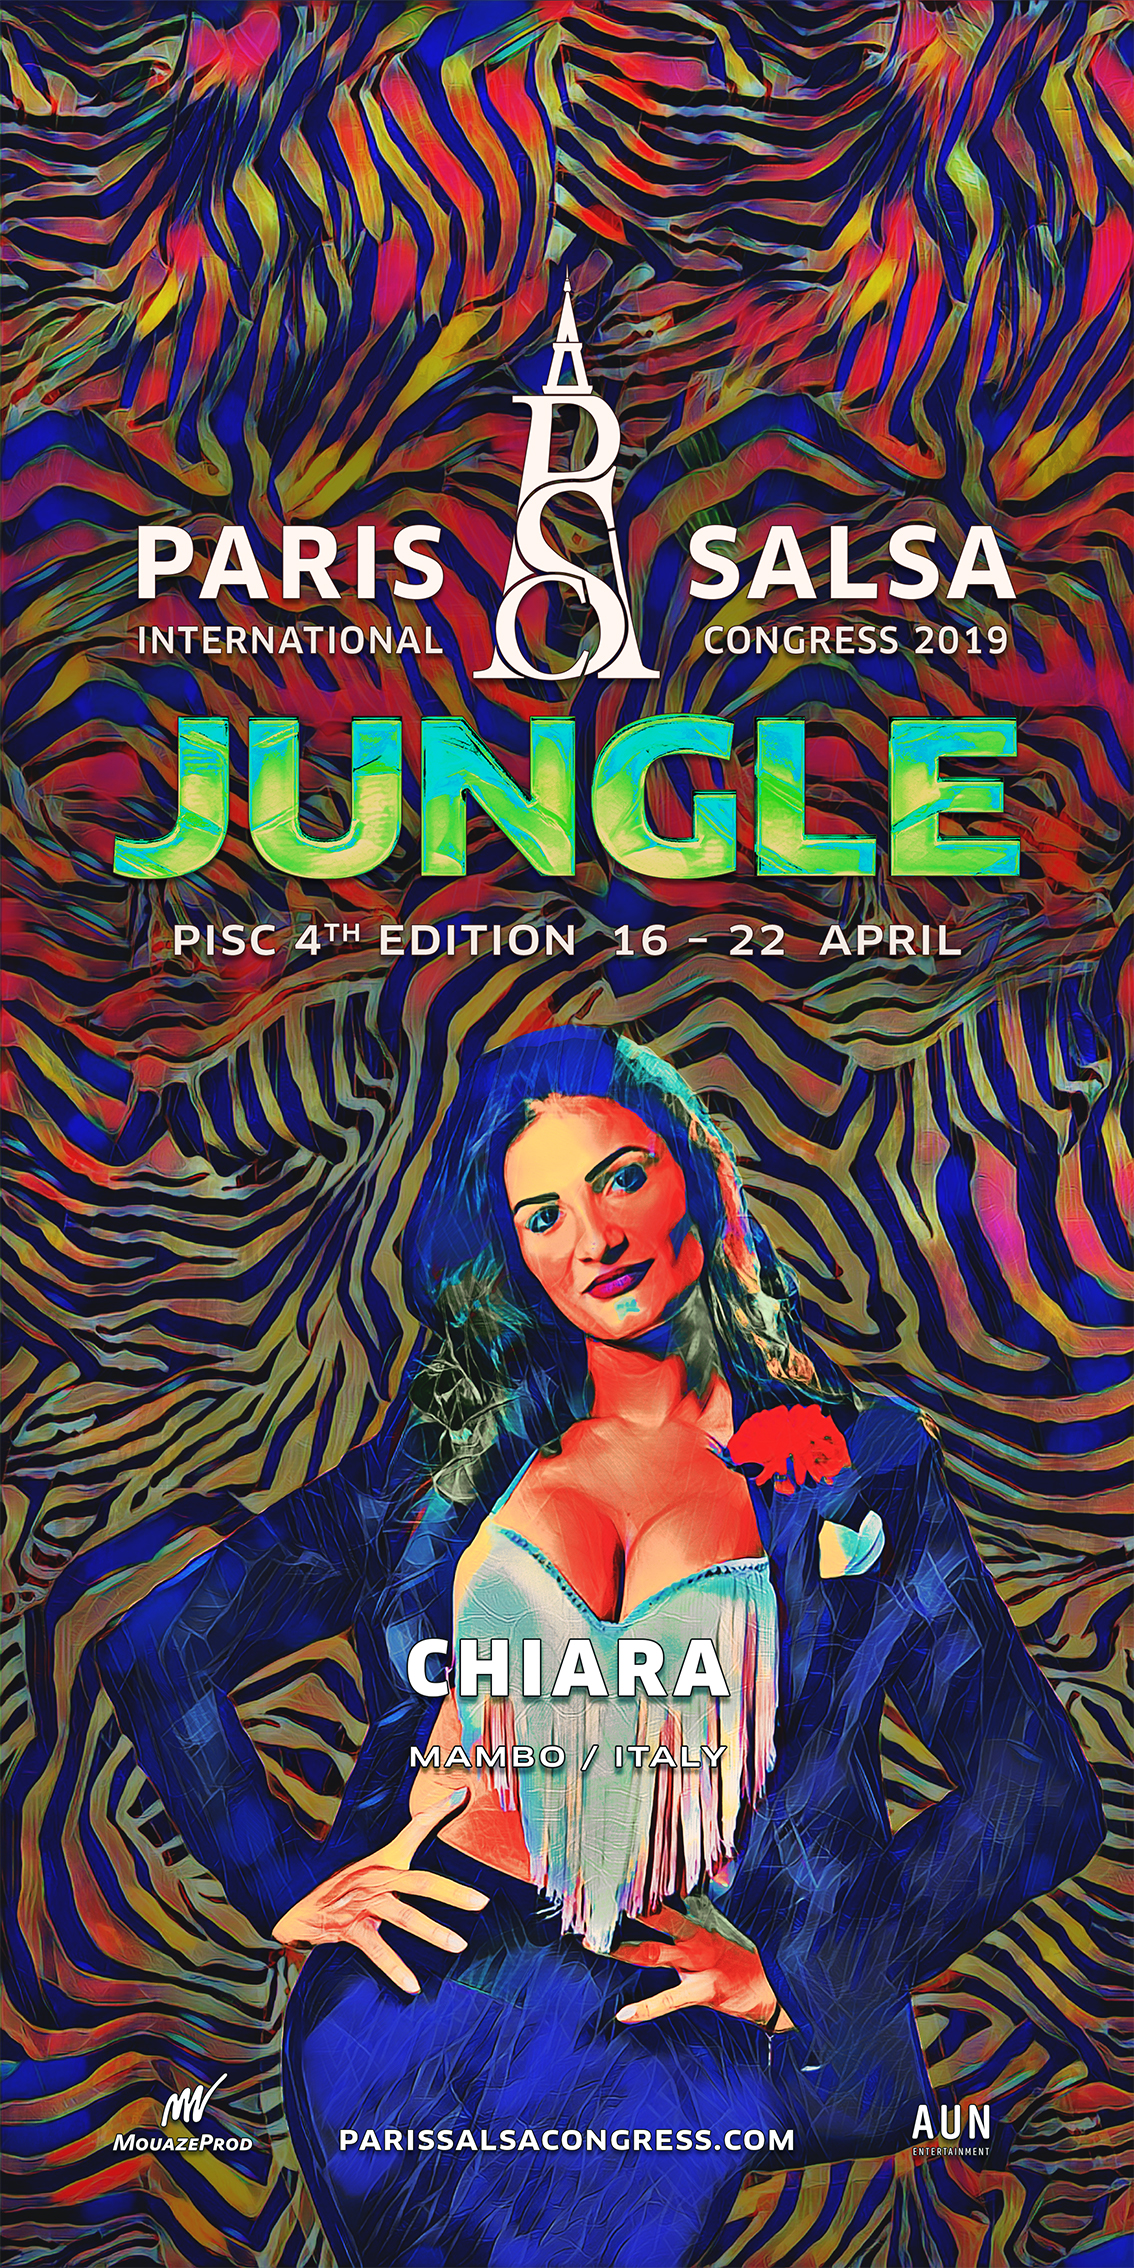 PARIS SALSA
INTERNATIONAL CONGRESS 2019
JUNGLE
PISC 4TH EDITION 16 – 22 APRIL
CHIARA
MAMBO / ITALY
MOUAZEPROD
PARISSALSACONGRESS.COM
AUN
ENTERTAINMENT